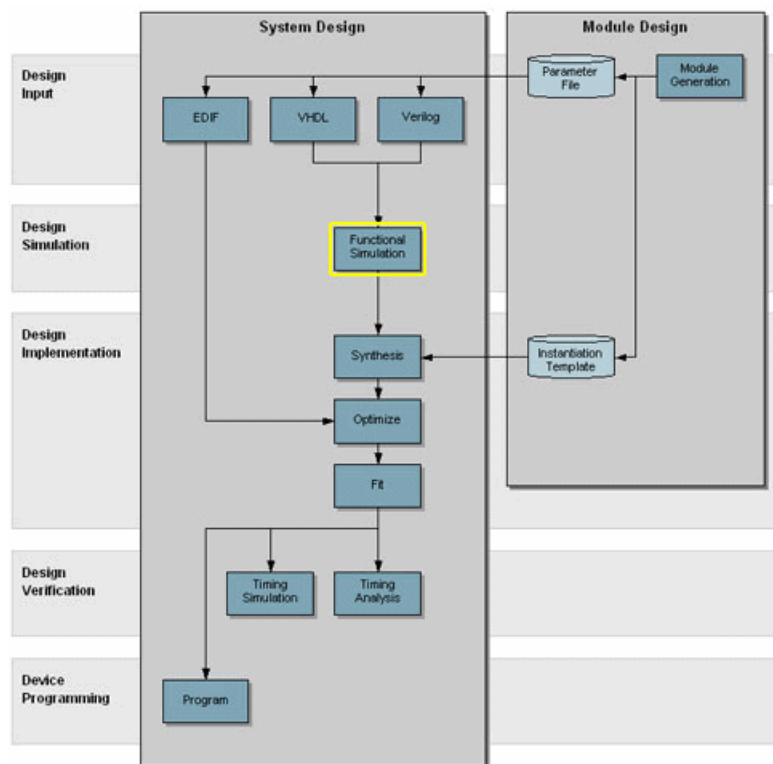 System Design
Module Design
Design
Input
Parameter
File
Module
Generation
EDIF
VHDL
Verilog
Design
Simulation
Functional
Simulation
Design
Implementation
Synthesis
Instantiation
Template
Optimize
Fit
Design
Verification
Timing
Simulation
Timing
Analysis
Device
Programming
Program